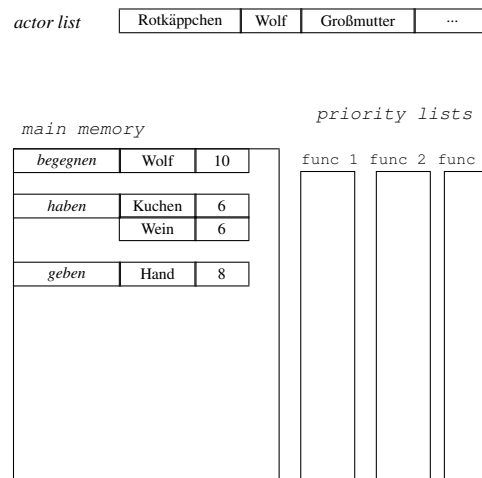 actor list Rotkäppchen Wolf Großmutter ...
priority lists
main memory
func 1 func 2 func
begegnen Wolf 10
haben Kuchen 6
Wein 6
geben Hand 8